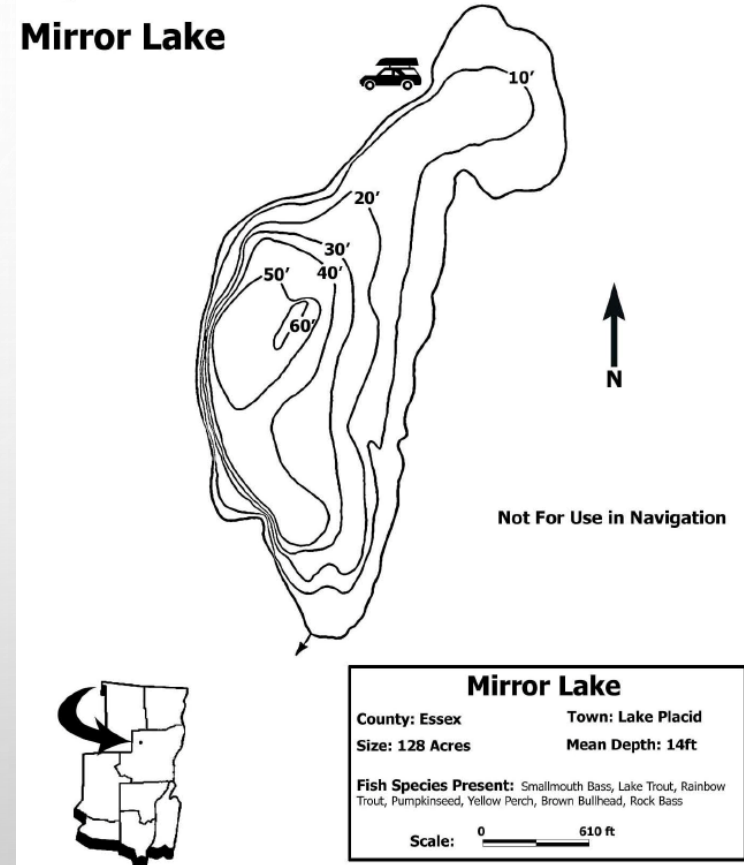 Mirror Lake
10'
20'
30'
50'
40'
60'
N
Not For Use in Navigation
Mirror Lake
County: Essex
Town: Lake Placid
Size: 128 Acres
Mean Depth: 14ft
Fish Species Present: Smallmouth Bass, Lake Trout, Rainbow
Trout, Pumpkinseed, Yellow Perch, Brown Bullhead, Rock Bass
Scale: 0 610 ft